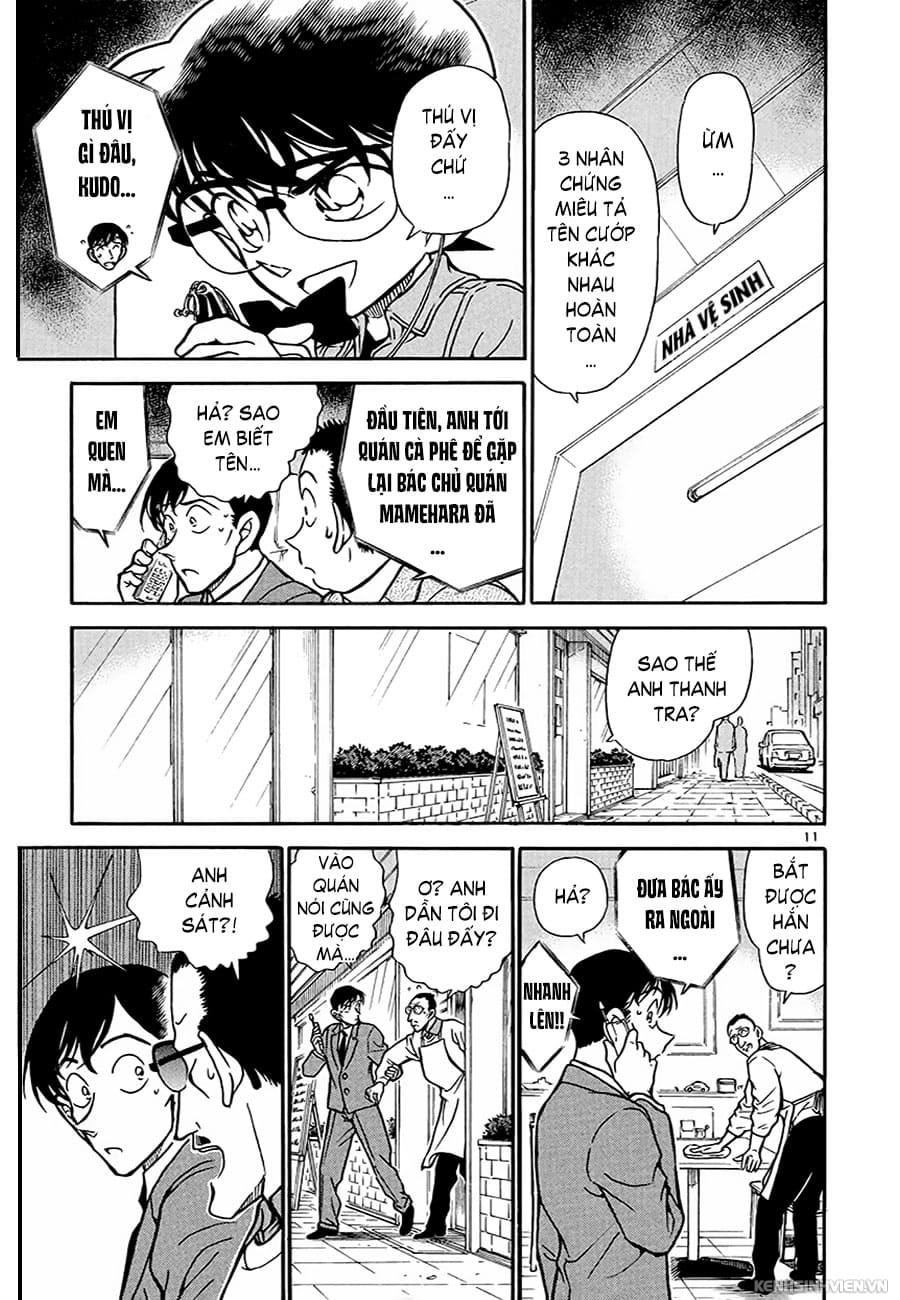 ỪM
...
3 NHÂN
CHỨNG
MIÊU TẢ
TÊN CƯỚP
KHÁC
NHAU
HOÀN
TOÀN
...
NHÀ VỆ SINH
THÚ VỊ
ĐẤY
CHỨ
...
THÚ VỊ
GÌ ĐÂU,
KUDO...
ĐẦU TIÊN, ANH TỚI
QUÁN CÀ PHÊ ĐỂ GẶP
LẠI BÁC CHỦ QUÁN
MAMEHARA ĐÃ
...
HẢ? SAO
EM BIẾT
TÊN...
EM
QUEN
MÀ...
SAO THẾ
ANH THANH
TRA?
11
BẮT
ĐƯỢC
HẮN
CHƯA
?
ĐƯA BÁC ẤY
RA NGOÀI
...
HẢ?
NHANH
LÊN!!
Ơ? ANH
DẪN TÔI ĐI
ĐÂU ĐẤY?
VÀO
QUÁN
NÓI CŨNG
ĐƯỢC
MÀ...
ANH
CẢNH
SÁT?!
KENHSINHVIEN.VN